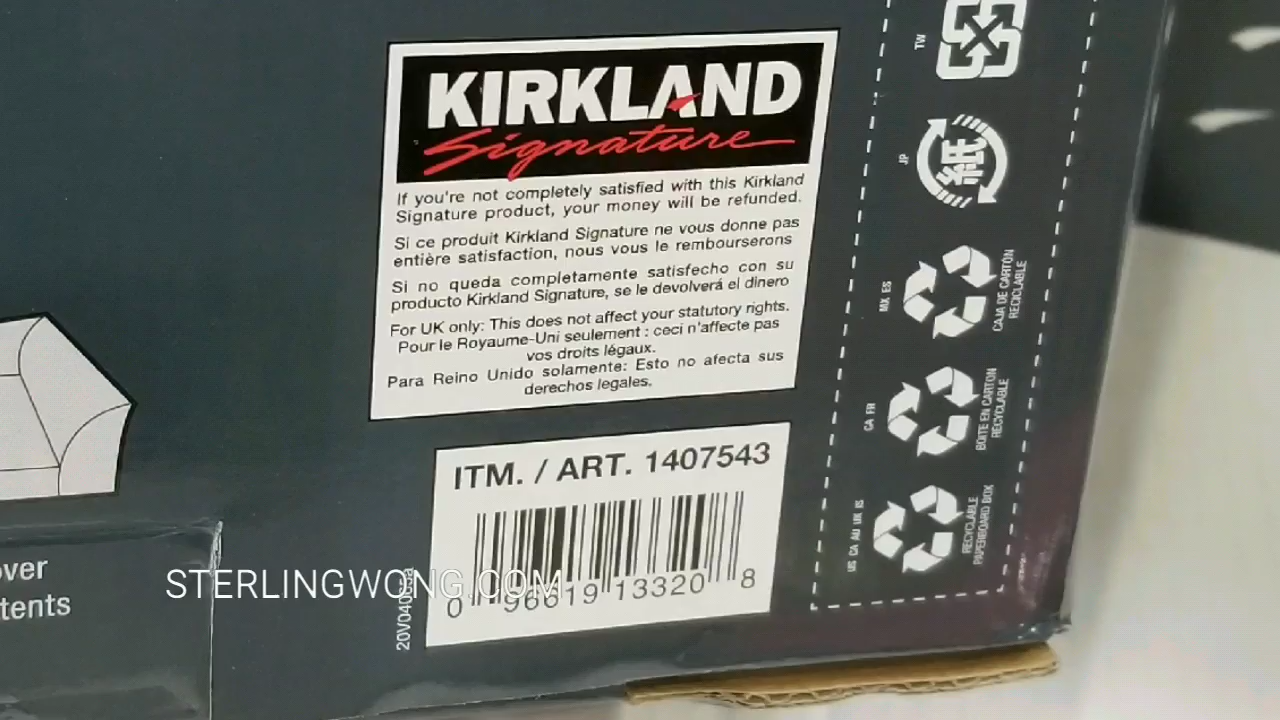 KIRKLAND
Signature
If you're not completely satisfied with this Kirkland
Signature product, your money will be refunded.
Si ce produit Kirkland Signature ne vous donne pas
entière satisfaction, nous vous le rembourserons
Si no queda completamente satisfecho con su
producto Kirkland Signature, se le devolverá el dinero
For UK only: This does not affect your statutory rights.
Pour le Royaume-Uni seulement : ceci n'affecte pas
vos droits légaux.
Para Reino Unido solamente: Esto no afecta sus
derechos legales.
ITM. / ART. 1407543
0 96619 13320 8
TW
JP
紙
MX ES
CAJA DE CARTÓN
RECICLABLE
CA FR
BOÎTE EN CARTON
RECYCLABLE
US CA AU UK IS
RECYCLABLE
PAPERBOARD BOX
over
tents
STERLINGWONG.COM